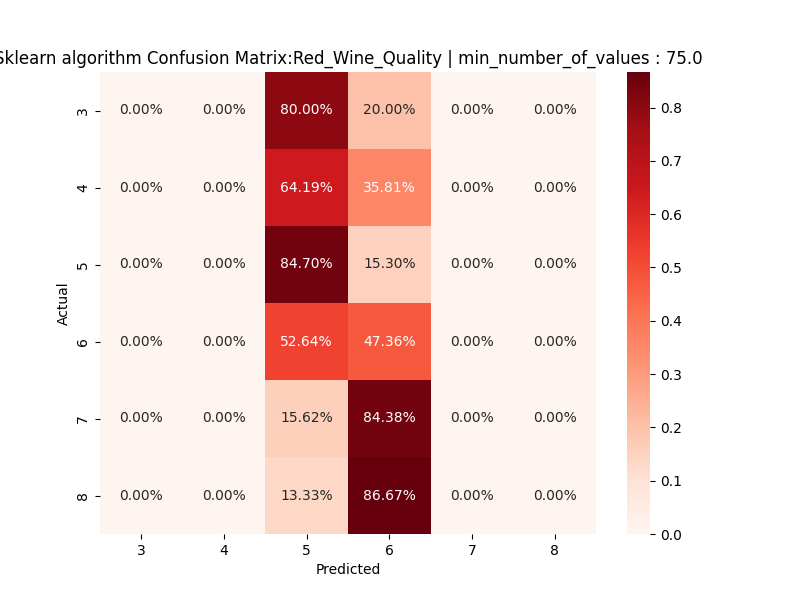 Sklearn algorithm Confusion Matrix:Red_Wine_Quality | min_number_of_values : 75.0
3 0.00% 0.00% 80.00% 20.00% 0.00% 0.00%
4 0.00% 0.00% 64.19% 35.81% 0.00% 0.00%
5 0.00% 0.00% 84.70% 15.30% 0.00% 0.00%
6 0.00% 0.00% 52.64% 47.36% 0.00% 0.00%
7 0.00% 0.00% 15.62% 84.38% 0.00% 0.00%
8 0.00% 0.00% 13.33% 86.67% 0.00% 0.00%
Actual
3 4 5 6 7 8
Predicted
0.8
0.7
0.6
0.5
0.4
0.3
0.2
0.1
0.0